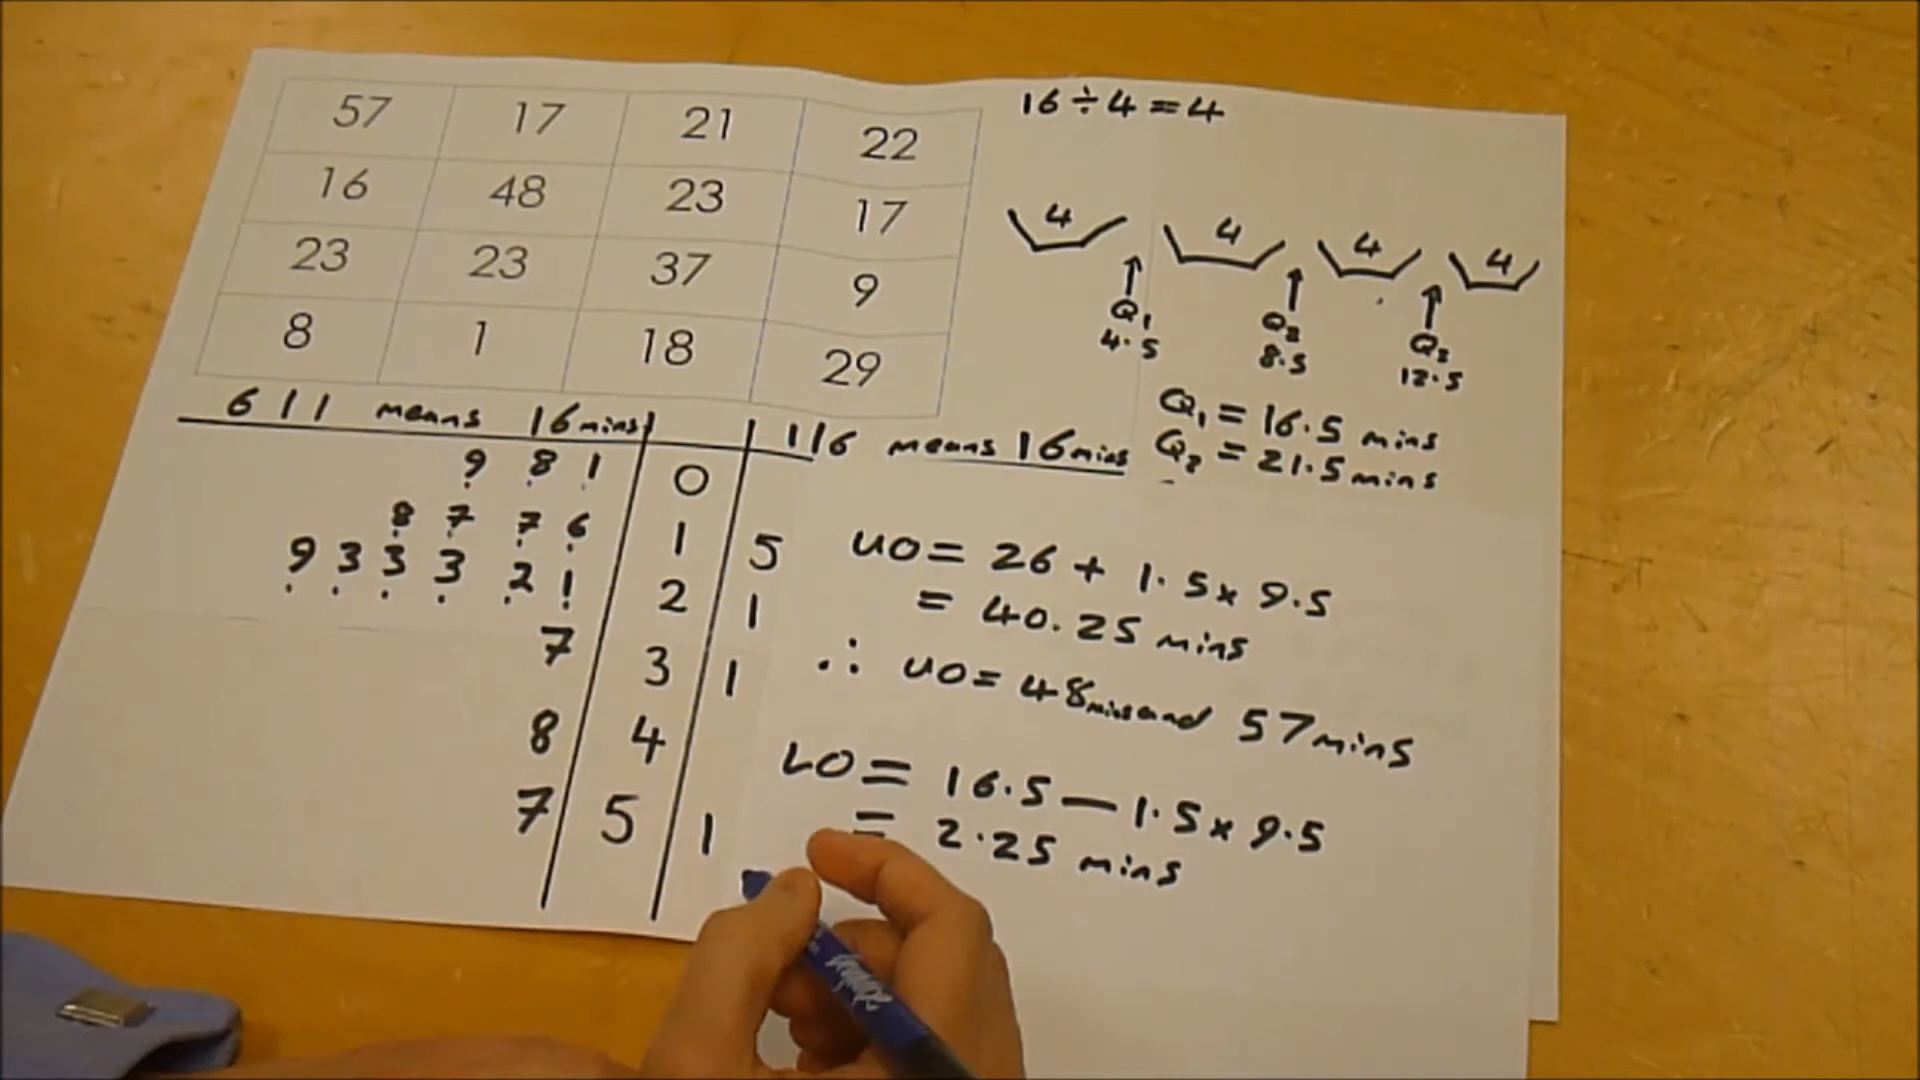 57 17 21 22
16 48 23 17
23 23 37 9
8 1 18 29
16 ÷ 4 = 4
4 4 4 4
Q1 Q2 Q3
4.5 8.5 12.5
Q1 = 16.5 mins
Q2 = 21.5 mins
6 | 1 means 16 mins
1 | 6 means 16 mins
9 8 1 0
8 7 7 6 1 5
9 3 3 3 2 1 2 1
7 3 1
8 4
7 5 1
UO = 26 + 1.5 × 9.5
= 40.25 mins
∴ UO = 48 mins and 57 mins
LO = 16.5 — 1.5 × 9.5
= 2.25 mins